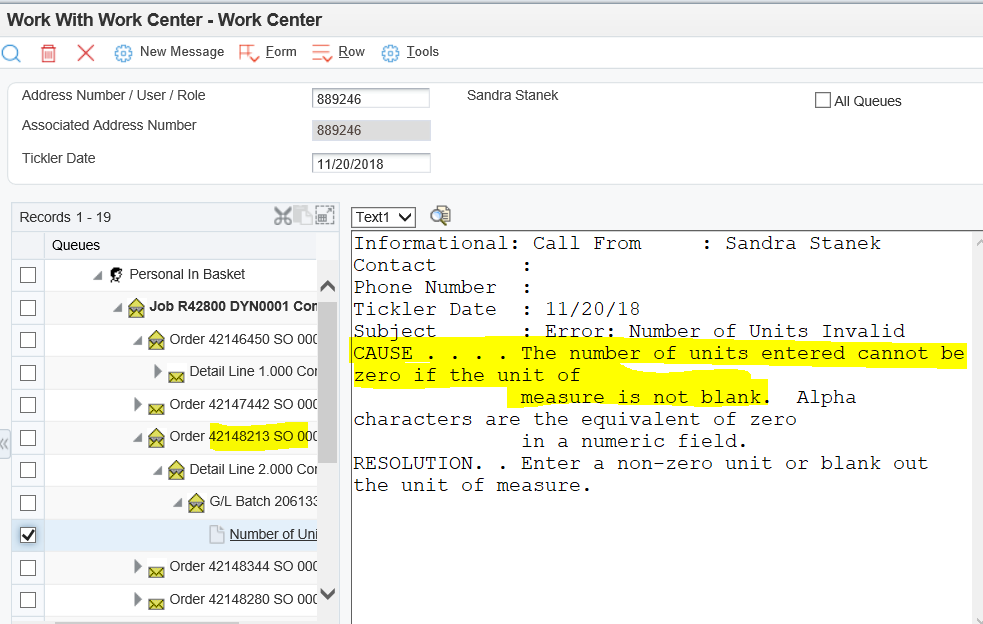 Work With Work Center - Work Center
New Message Form Row Tools
Address Number / User / Role 889246 Sandra Stanek All Queues
Associated Address Number 889246
Tickler Date 11/20/2018
Records 1 - 19
Queues
Personal In Basket
Job R42800 DYN0001 Con
Order 42146450 SO 000
Detail Line 1.000 Cor
Order 42147442 SO 000
Order 42148213 SO 000
Detail Line 2.000 Cor
G/L Batch 206133
Number of Uni
Order 42148344 SO 000
Order 42148280 SO 000
Text1
Informational: Call From : Sandra Stanek
Contact :
Phone Number :
Tickler Date : 11/20/18
Subject : Error: Number of Units Invalid
CAUSE . . . . The number of units entered cannot be
zero if the unit of
measure is not blank. Alpha
characters are the equivalent of zero
in a numeric field.
RESOLUTION. . Enter a non-zero unit or blank out
the unit of measure.